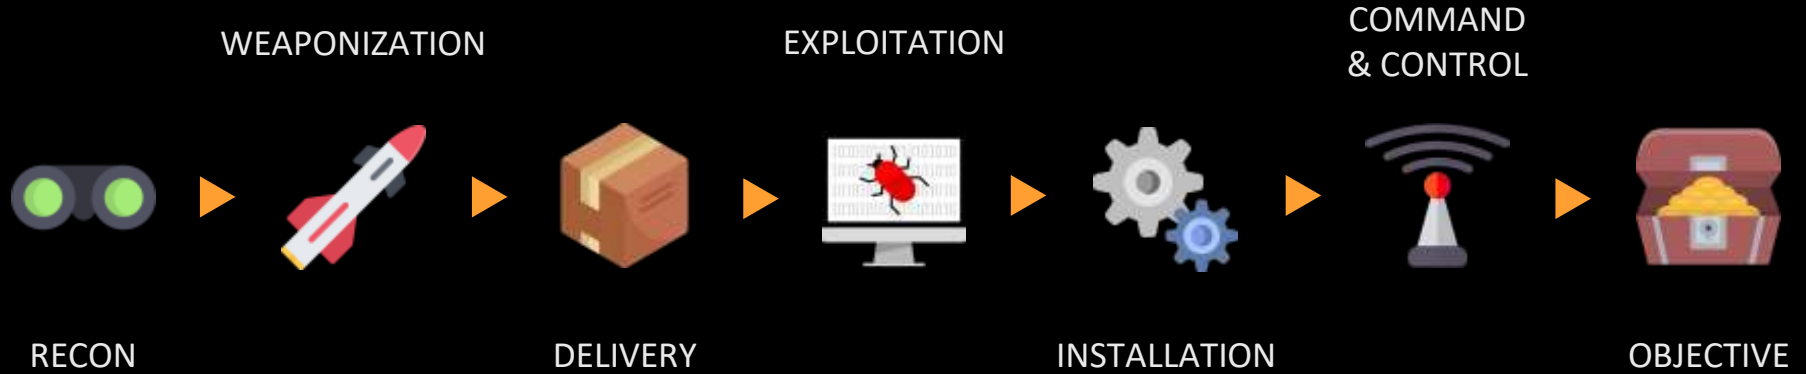 RECON
WEAPONIZATION
DELIVERY
EXPLOITATION
INSTALLATION
COMMAND
& CONTROL
OBJECTIVE